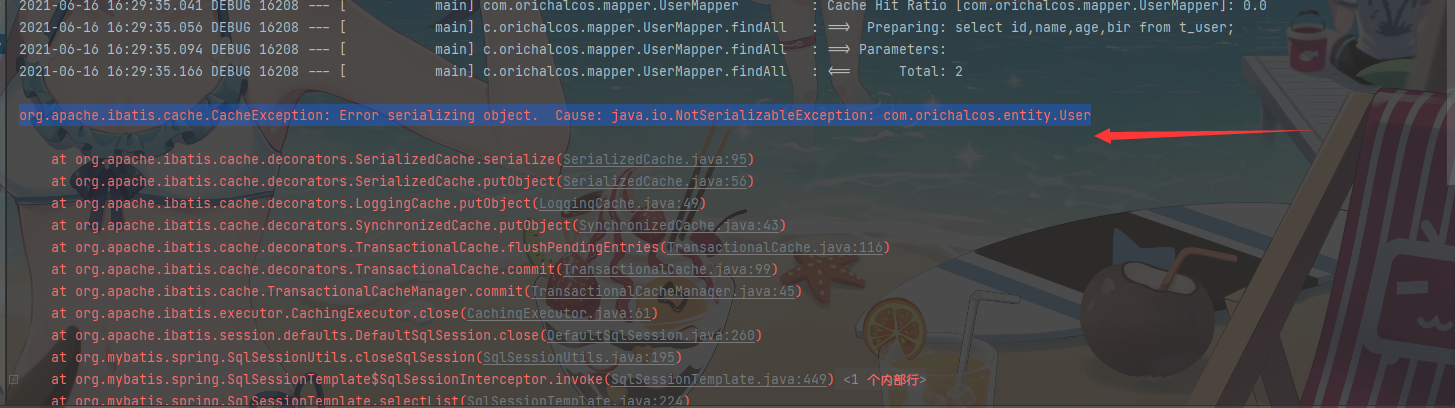 2021-06-16 16:29:35.041 DEBUG 16208 --- [           main] com.orichalcos.mapper.UserMapper         : Cache Hit Ratio [com.orichalcos.mapper.UserMapper]: 0.0
2021-06-16 16:29:35.056 DEBUG 16208 --- [           main] c.orichalcos.mapper.UserMapper.findAll   : ==>  Preparing: select id,name,age,bir from t_user;
2021-06-16 16:29:35.094 DEBUG 16208 --- [           main] c.orichalcos.mapper.UserMapper.findAll   : ==> Parameters:
2021-06-16 16:29:35.166 DEBUG 16208 --- [           main] c.orichalcos.mapper.UserMapper.findAll   : <==      Total: 2
org.apache.ibatis.cache.CacheException: Error serializing object.  Cause: java.io.NotSerializableException: com.orichalcos.entity.User
at org.apache.ibatis.cache.decorators.SerializedCache.serialize(SerializedCache.java:95)
at org.apache.ibatis.cache.decorators.SerializedCache.putObject(SerializedCache.java:56)
at org.apache.ibatis.cache.decorators.LoggingCache.putObject(LoggingCache.java:49)
at org.apache.ibatis.cache.decorators.SynchronizedCache.putObject(SynchronizedCache.java:43)
at org.apache.ibatis.cache.decorators.TransactionalCache.flushPendingEntries(TransactionalCache.java:116)
at org.apache.ibatis.cache.decorators.TransactionalCache.commit(TransactionalCache.java:99)
at org.apache.ibatis.cache.TransactionalCacheManager.commit(TransactionalCacheManager.java:45)
at org.apache.ibatis.executor.CachingExecutor.close(CachingExecutor.java:61)
at org.apache.ibatis.session.defaults.DefaultSqlSession.close(DefaultSqlSession.java:260)
at org.mybatis.spring.SqlSessionUtils.closeSqlSession(SqlSessionUtils.java:195)
at org.mybatis.spring.SqlSessionTemplate$SqlSessionInterceptor.invoke(SqlSessionTemplate.java:449) <1 个内部行>
at org.mybatis.spring.SqlSessionTemplate.selectList(SqlSessionTemplate.java:224)